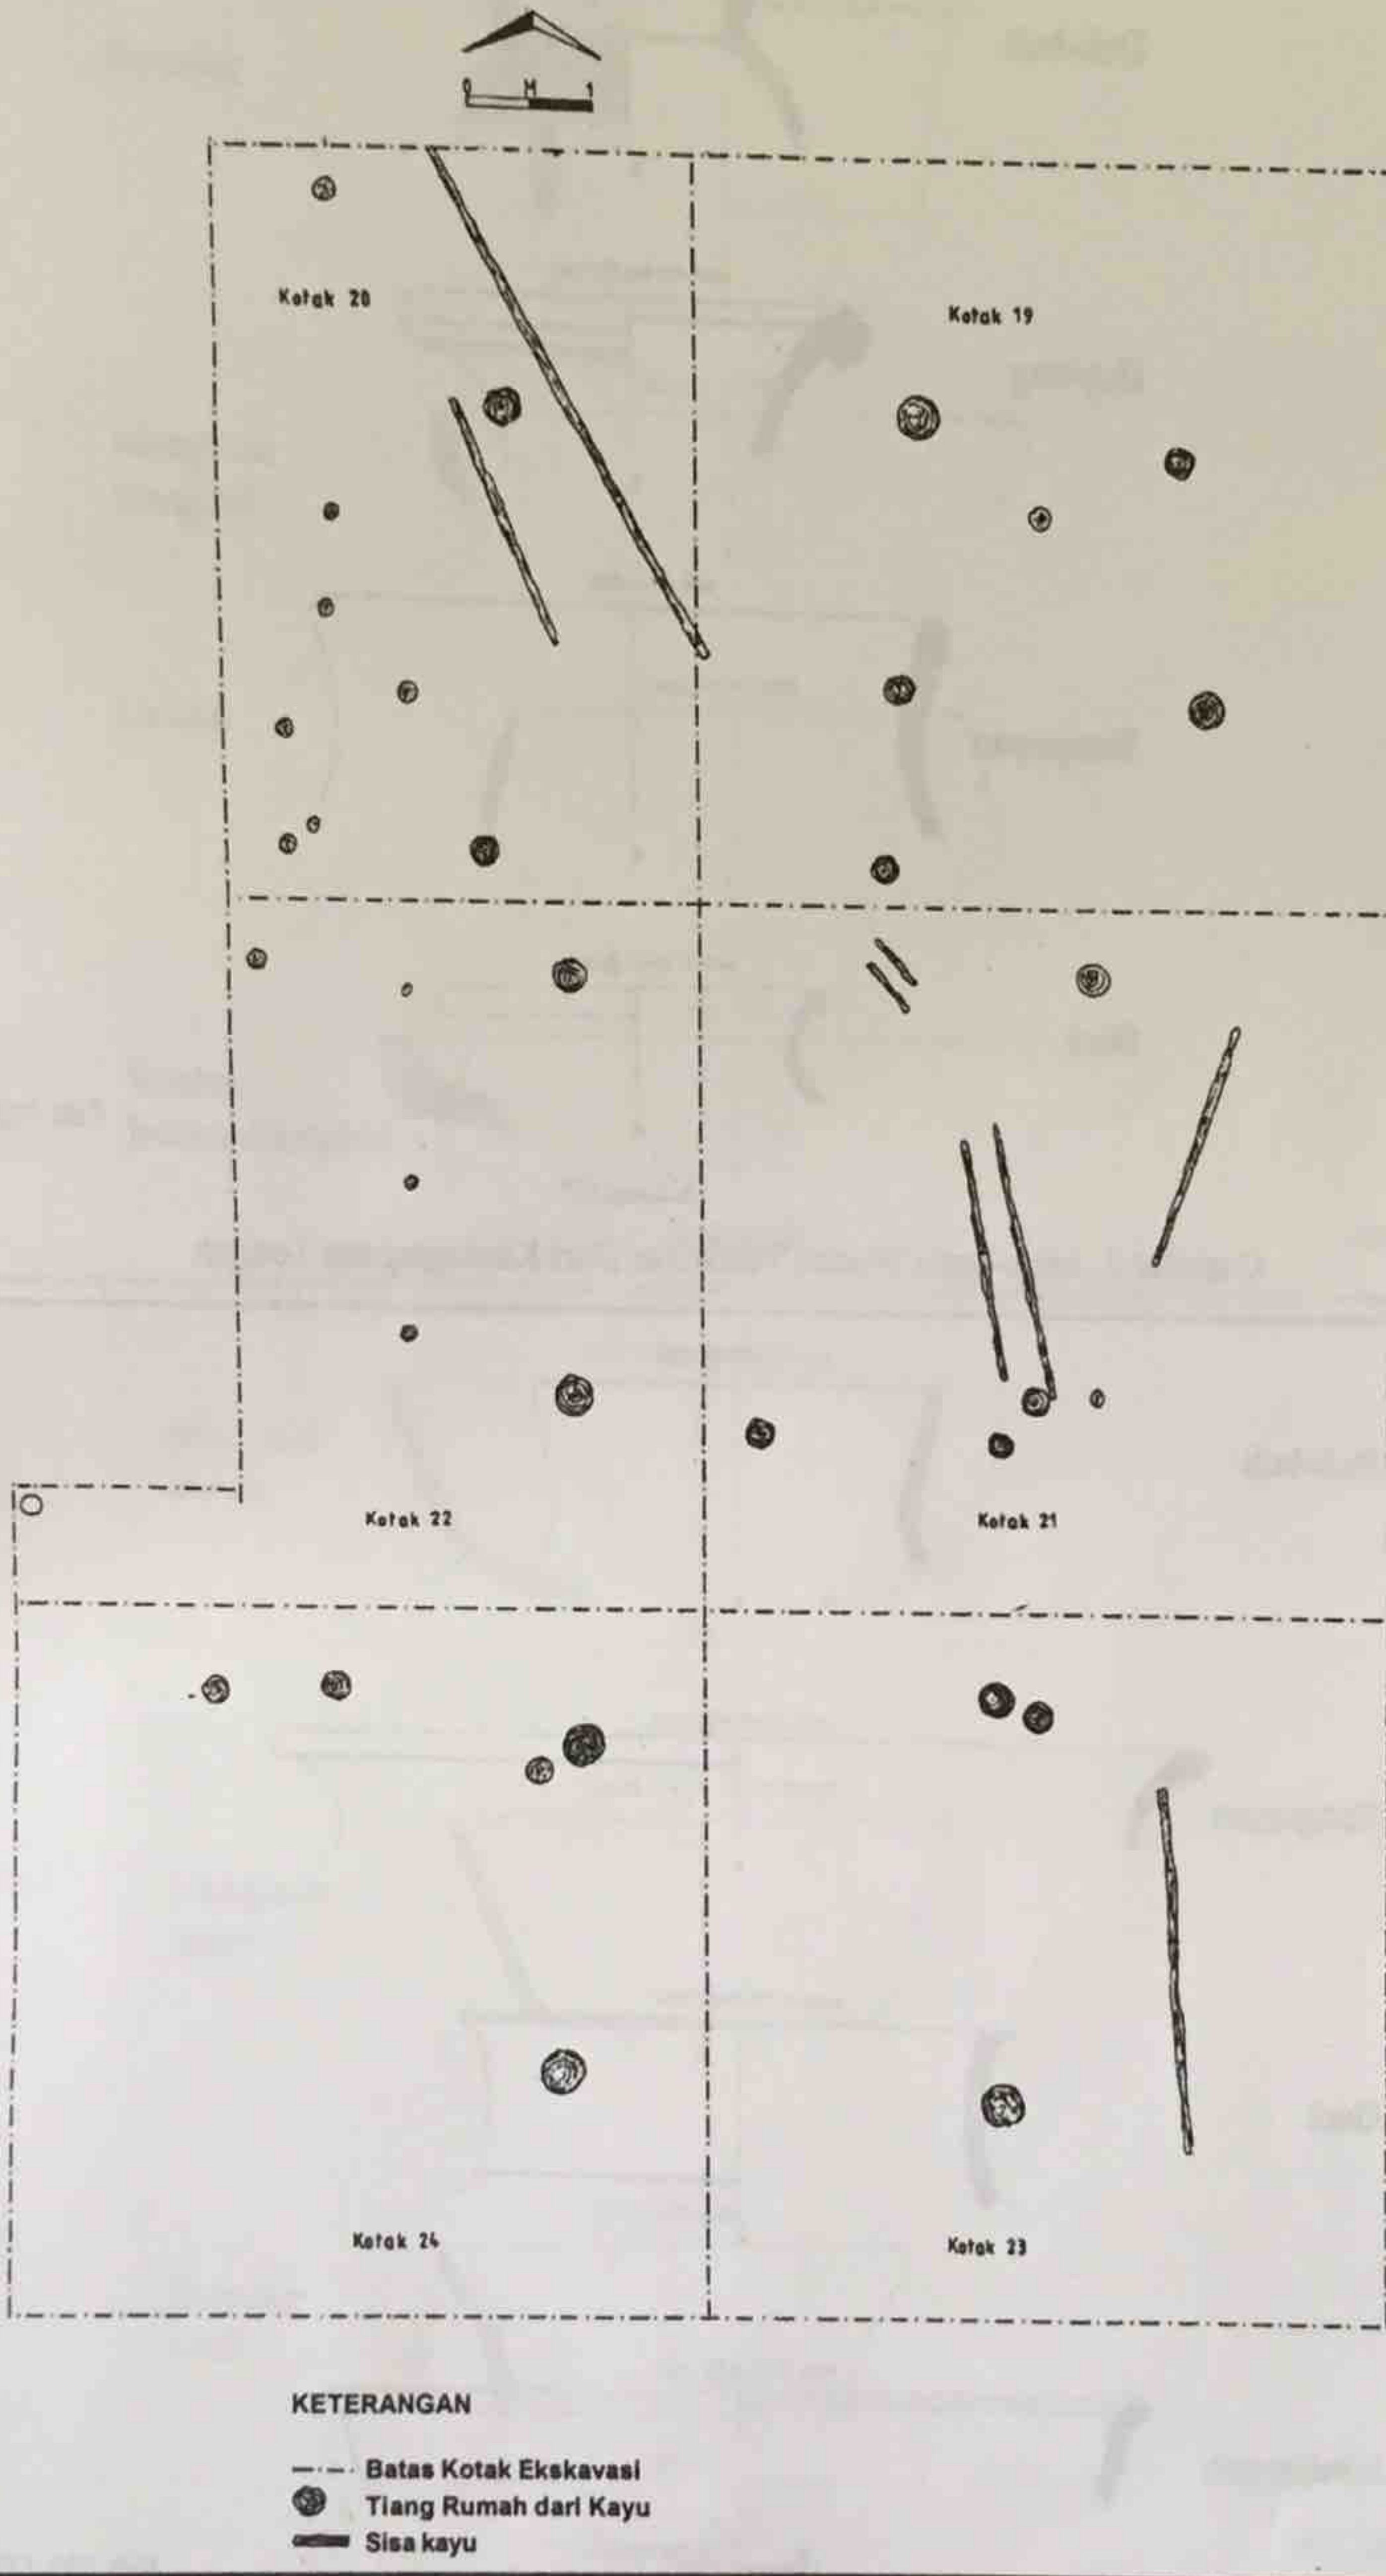 0 M 1
Kotak 20
Kotak 19
Kotak 22
Kotak 21
Kotak 24
Kotak 23
KETERANGAN
Batas Kotak Ekskavasi
Tiang Rumah dari Kayu
Sisa kayu